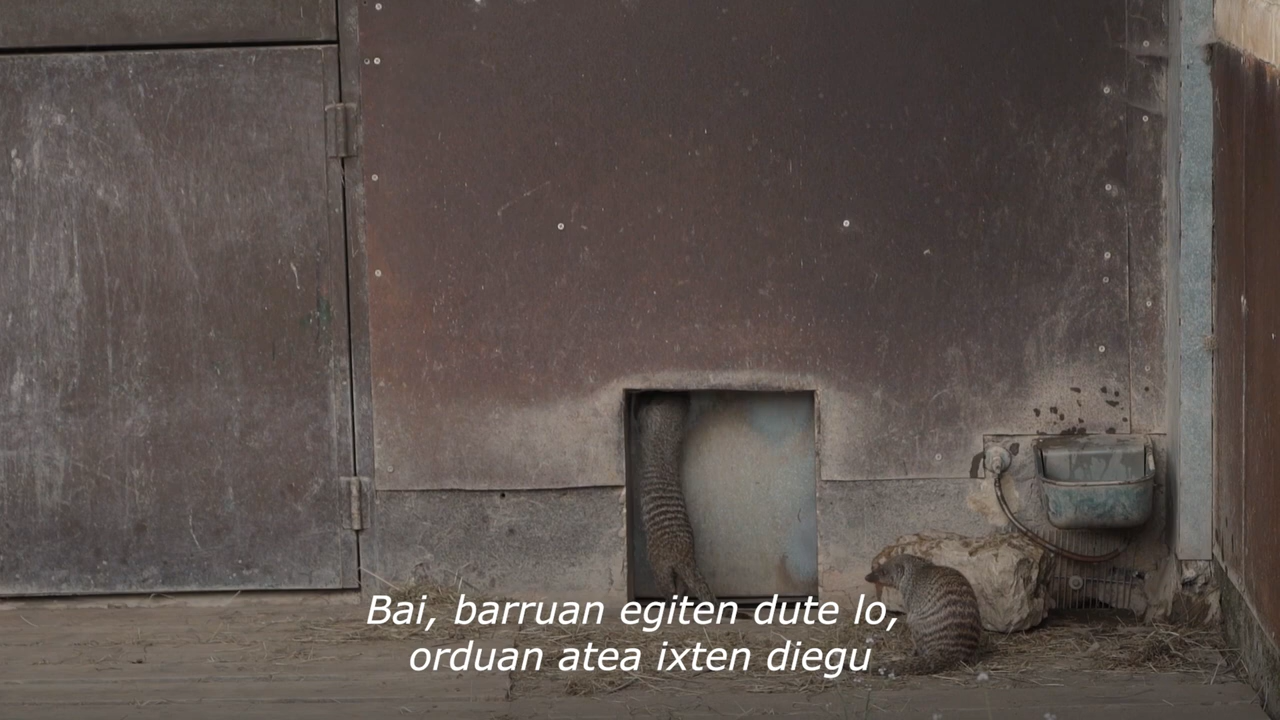 Bai, barruan egiten dute lo,
orduan atea ixten diegu